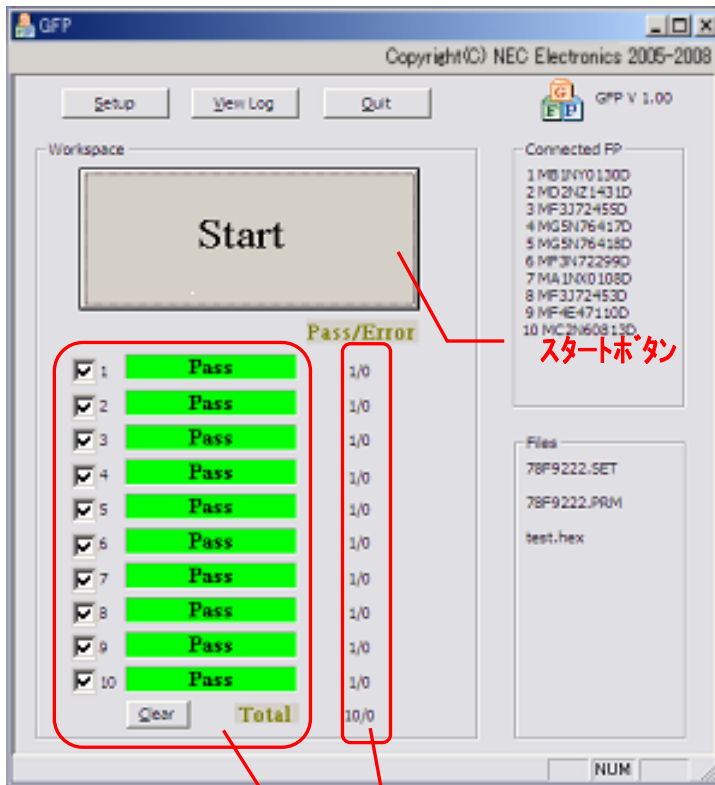 GFP
Copyright(C) NEC Electronics 2005-2008
Setup
View Log
Quit
GFP
GFP V 1.00
Workspace
Start
Pass/Error
1 Pass 1/0
2 Pass 1/0
3 Pass 1/0
4 Pass 1/0
5 Pass 1/0
6 Pass 1/0
7 Pass 1/0
8 Pass 1/0
9 Pass 1/0
10 Pass 1/0
Clear Total 10/0
Connected FP
1 MB1NY0130D
2 MD2NZ1431D
3 MF3J72455D
4 MG5N76417D
5 MG5N76418D
6 MF3N72299D
7 MA1NX0108D
8 MF3J72453D
9 MF4E47110D
10 MC2N60813D
スタートボタン
Files
78F9222.SET
78F9222.PRM
test.hex
NUM